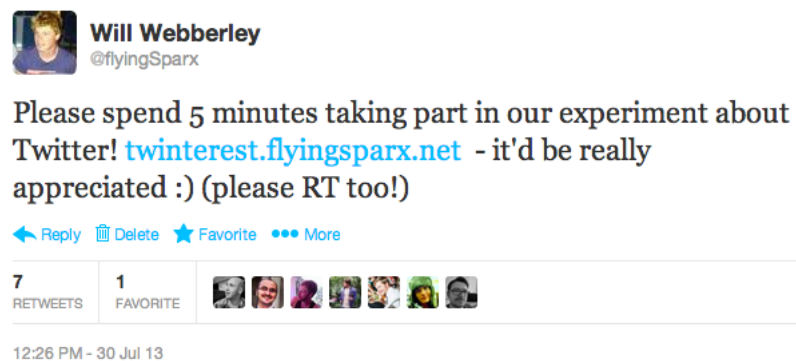 Will Webberley
@flyingSparx
Please spend 5 minutes taking part in our experiment about
Twitter! twinterest.flyingsparx.net - it'd be really
appreciated :) (please RT too!)
Reply Delete Favorite More
7 1
RETWEETS FAVORITE
12:26 PM - 30 Jul 13